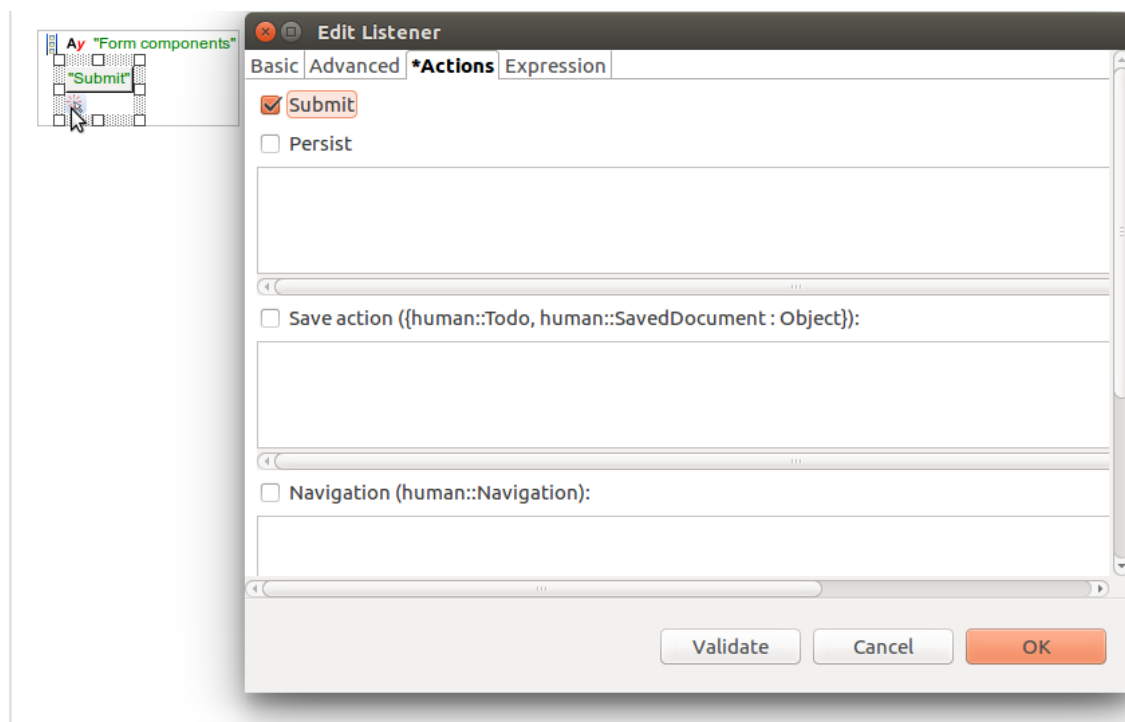 Ay "Form components"
"Submit"
Edit Listener
Basic Advanced *Actions Expression
Submit
Persist
Save action ({human::Todo, human::SavedDocument : Object}):
Navigation (human::Navigation):
Validate Cancel OK